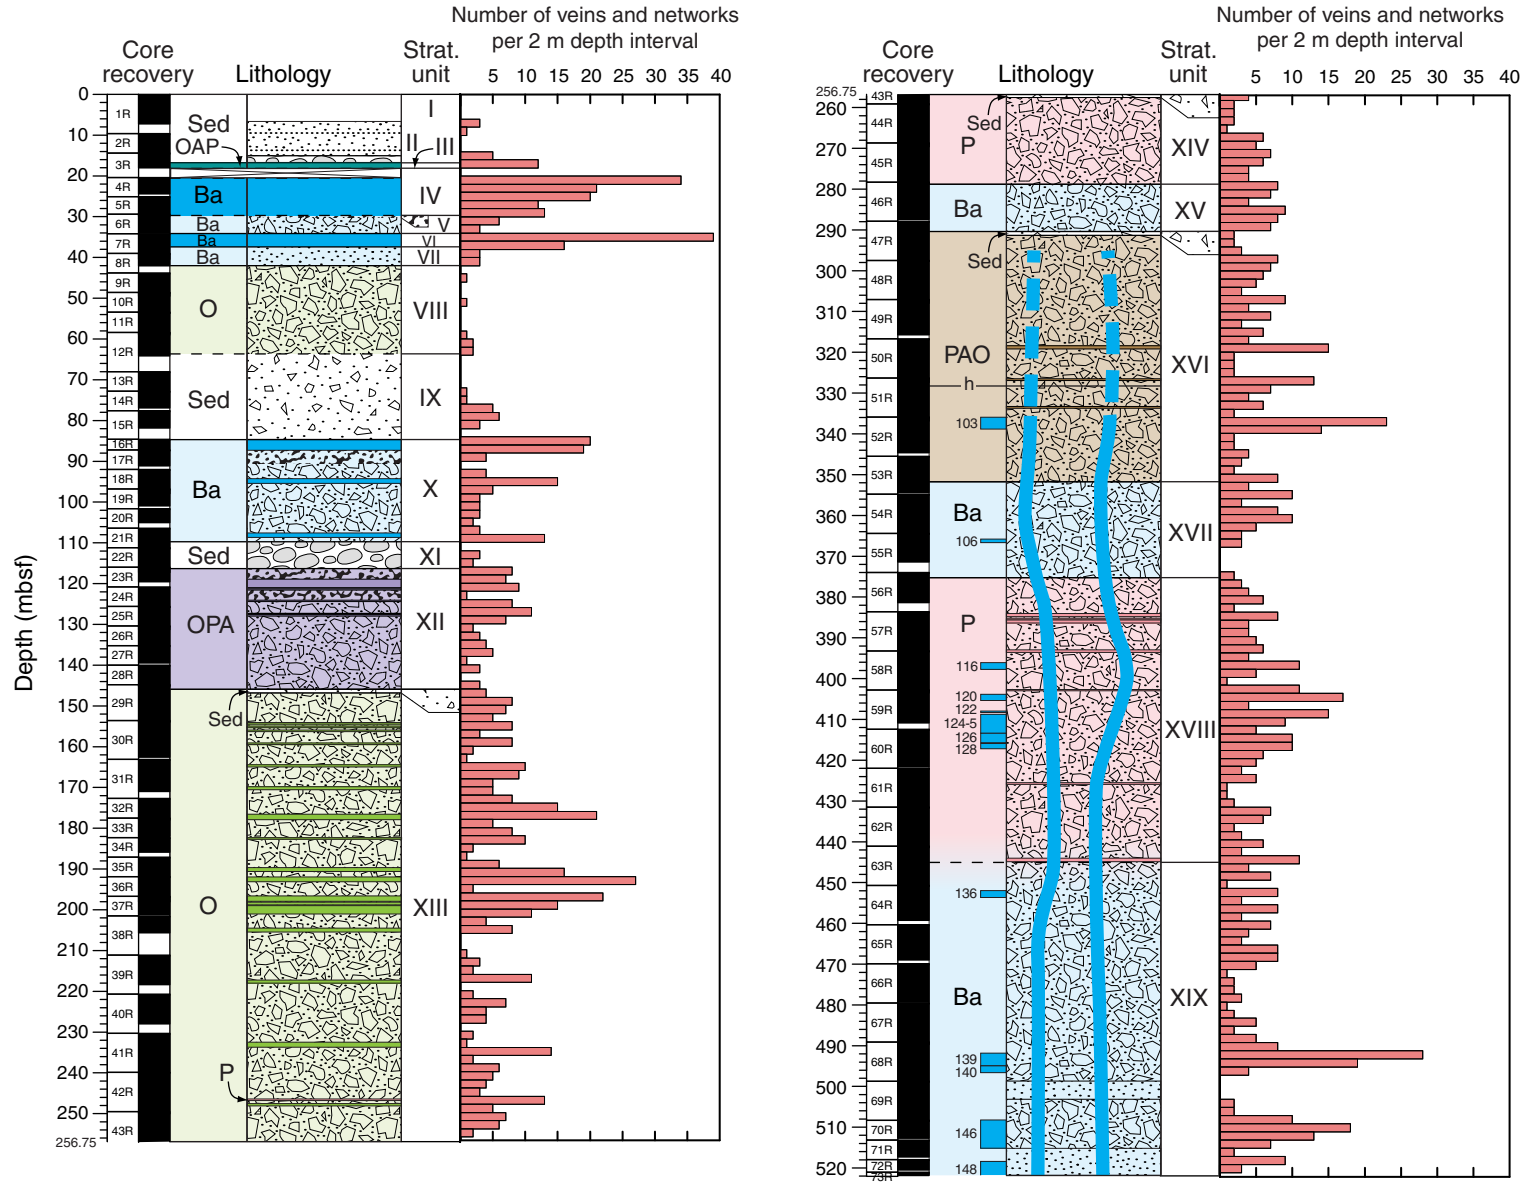 Number of veins and networks
per 2 m depth interval
Core
recovery
Lithology
Strat.
unit
5 10 15 20 25 30 35 40
Depth (mbsf)
0
10
20
30
40
50
60
70
80
90
100
110
120
130
140
150
160
170
180
190
200
210
220
230
240
250
256.75
1R
2R
3R
4R
5R
6R
7R
8R
9R
10R
11R
12R
13R
14R
15R
16R
17R
18R
19R
20R
21R
22R
23R
24R
25R
26R
27R
28R
29R
30R
31R
32R
33R
34R
35R
36R
37R
38R
39R
40R
41R
42R
43R
Sed
OAP
Ba
Ba
Ba
Ba
O
Sed
Ba
Sed
OPA
Sed
O
P
I
II
III
IV
V
VI
VII
VIII
IX
X
XI
XII
XIII
Number of veins and networks
per 2 m depth interval
Core
recovery
Lithology
Strat.
unit
5 10 15 20 25 30 35 40
256.75
260
270
280
290
300
310
320
330
340
350
360
370
380
390
400
410
420
430
440
450
460
470
480
490
500
510
520
43R
44R
45R
46R
47R
48R
49R
50R
51R
52R
53R
54R
55R
56R
57R
58R
59R
60R
61R
62R
63R
64R
65R
66R
67R
68R
69R
70R
71R
72R
73R
Sed
P
Ba
Sed
PAO
h
103
Ba
106
P
116
120
122
124-5
126
128
136
Ba
139
140
146
148
XIV
XV
XVI
XVII
XVIII
XIX